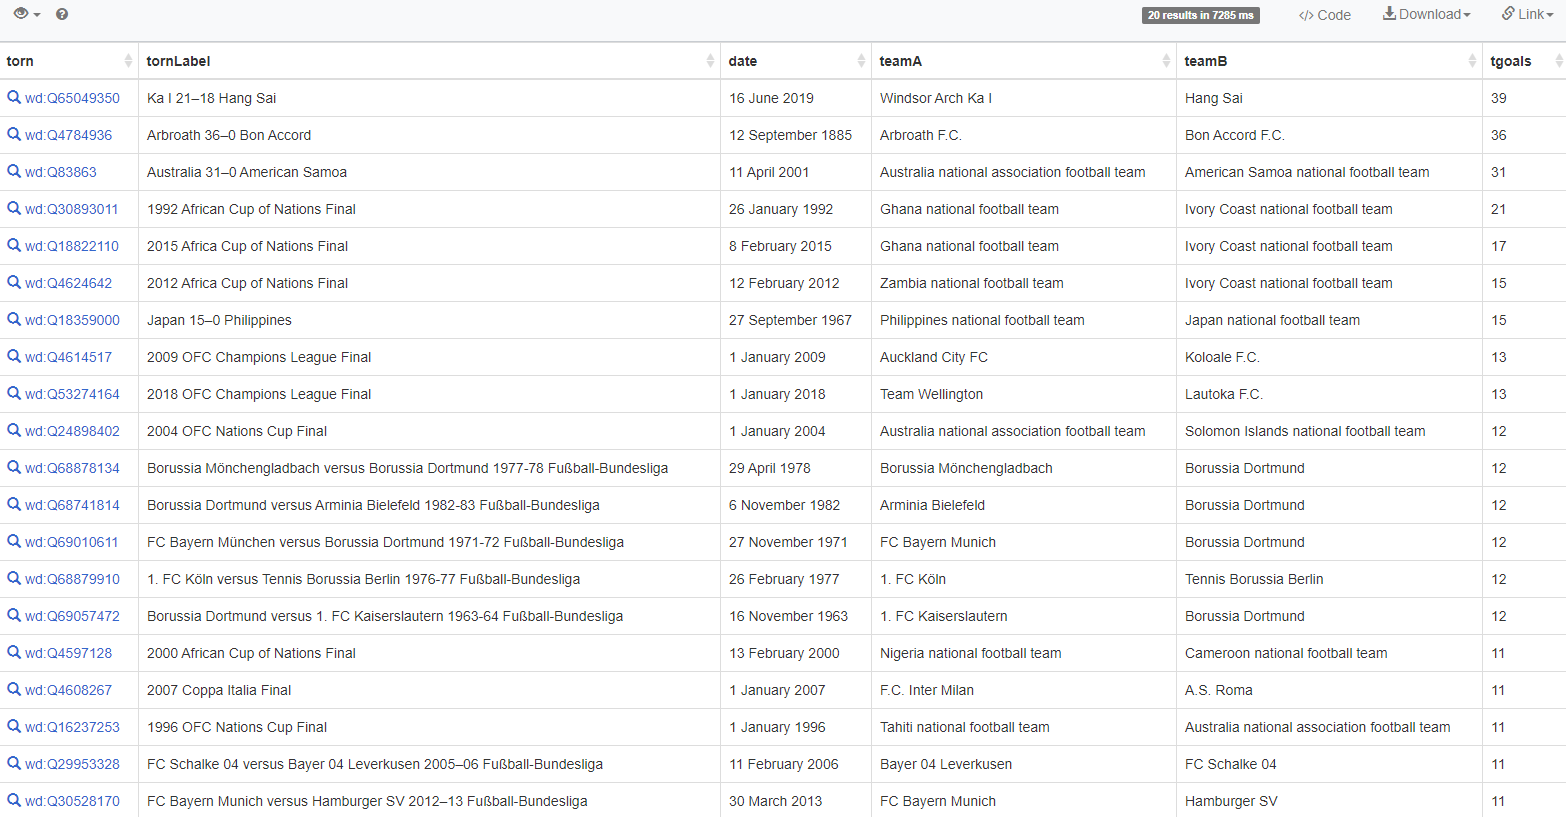 20 results in 7285 ms </> Code Download Link
torn tornLabel date teamA teamB tgoals
wd:Q65049350 Ka I 21–18 Hang Sai 16 June 2019 Windsor Arch Ka I Hang Sai 39
wd:Q4784936 Arbroath 36–0 Bon Accord 12 September 1885 Arbroath F.C. Bon Accord F.C. 36
wd:Q83863 Australia 31–0 American Samoa 11 April 2001 Australia national association football team American Samoa national football team 31
wd:Q30893011 1992 African Cup of Nations Final 26 January 1992 Ghana national football team Ivory Coast national football team 21
wd:Q18822110 2015 Africa Cup of Nations Final 8 February 2015 Ghana national football team Ivory Coast national football team 17
wd:Q4624642 2012 Africa Cup of Nations Final 12 February 2012 Zambia national football team Ivory Coast national football team 15
wd:Q18359000 Japan 15–0 Philippines 27 September 1967 Philippines national football team Japan national football team 15
wd:Q4614517 2009 OFC Champions League Final 1 January 2009 Auckland City FC Koloale F.C. 13
wd:Q53274164 2018 OFC Champions League Final 1 January 2018 Team Wellington Lautoka F.C. 13
wd:Q24898402 2004 OFC Nations Cup Final 1 January 2004 Australia national association football team Solomon Islands national football team 12
wd:Q68878134 Borussia Mönchengladbach versus Borussia Dortmund 1977-78 Fußball-Bundesliga 29 April 1978 Borussia Mönchengladbach Borussia Dortmund 12
wd:Q68741814 Borussia Dortmund versus Arminia Bielefeld 1982-83 Fußball-Bundesliga 6 November 1982 Arminia Bielefeld Borussia Dortmund 12
wd:Q69010611 FC Bayern München versus Borussia Dortmund 1971-72 Fußball-Bundesliga 27 November 1971 FC Bayern Munich Borussia Dortmund 12
wd:Q68879910 1. FC Köln versus Tennis Borussia Berlin 1976-77 Fußball-Bundesliga 26 February 1977 1. FC Köln Tennis Borussia Berlin 12
wd:Q69057472 Borussia Dortmund versus 1. FC Kaiserslautern 1963-64 Fußball-Bundesliga 16 November 1963 1. FC Kaiserslautern Borussia Dortmund 12
wd:Q4597128 2000 African Cup of Nations Final 13 February 2000 Nigeria national football team Cameroon national football team 11
wd:Q4608267 2007 Coppa Italia Final 1 January 2007 F.C. Inter Milan A.S. Roma 11
wd:Q16237253 1996 OFC Nations Cup Final 1 January 1996 Tahiti national football team Australia national association football team 11
wd:Q29953328 FC Schalke 04 versus Bayer 04 Leverkusen 2005–06 Fußball-Bundesliga 11 February 2006 Bayer 04 Leverkusen FC Schalke 04 11
wd:Q30528170 FC Bayern Munich versus Hamburger SV 2012–13 Fußball-Bundesliga 30 March 2013 FC Bayern Munich Hamburger SV 11